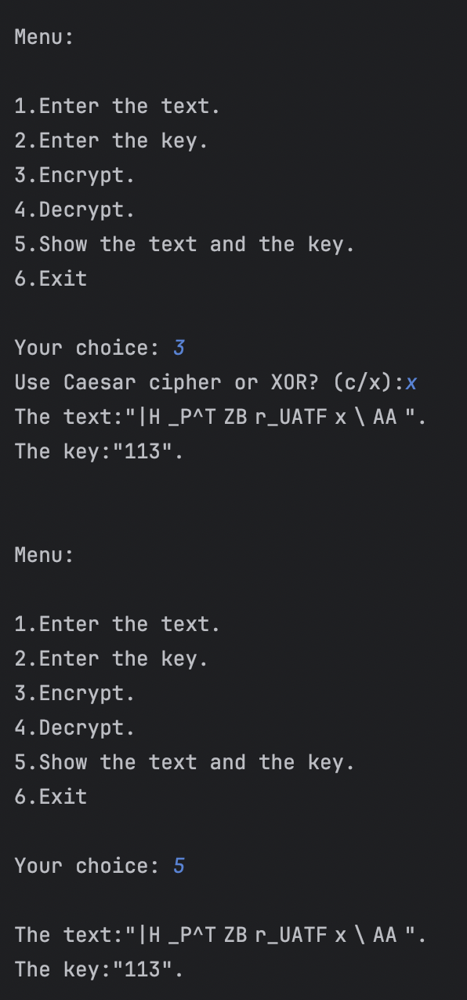 Menu:
1.Enter the text.
2.Enter the key.
3.Encrypt.
4.Decrypt.
5.Show the text and the key.
6.Exit
Your choice: 3
Use Caesar cipher or XOR? (c/x):x
The text:"|H _P^T ZB r_UATF x \ AA ".
The key:"113".
Menu:
1.Enter the text.
2.Enter the key.
3.Encrypt.
4.Decrypt.
5.Show the text and the key.
6.Exit
Your choice: 5
The text:"|H _P^T ZB r_UATF x \ AA ".
The key:"113".